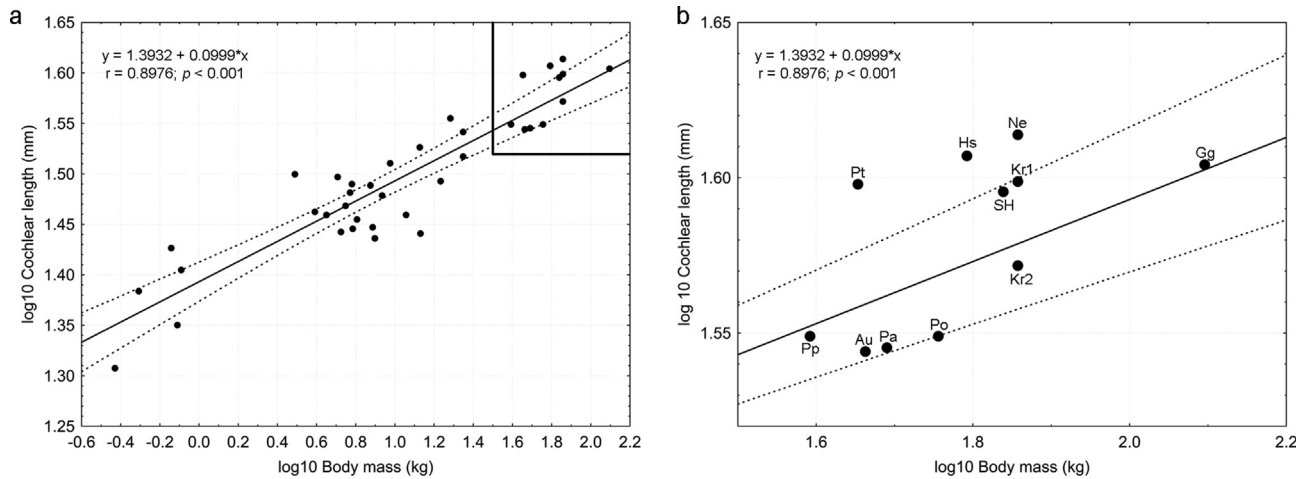 a
y = 1.3932 + 0.0999*x
r = 0.8976; p < 0.001
log10 Cochlear length (mm)
1.65
1.60
1.55
1.50
1.45
1.40
1.35
1.30
1.25
-0.6 -0.4 -0.2 0.0 0.2 0.4 0.6 0.8 1.0 1.2 1.4 1.6 1.8 2.0 2.2
log10 Body mass (kg)
b
y = 1.3932 + 0.0999*x
r = 0.8976; p < 0.001
log 10 Cochlear length (mm)
1.65
1.60
1.55
Ne
Hs
Gg
Pt
Kr1
SH
Kr2
Po
Au Pa
Pp
1.6 1.8 2.0 2.2
log10 Body mass (kg)